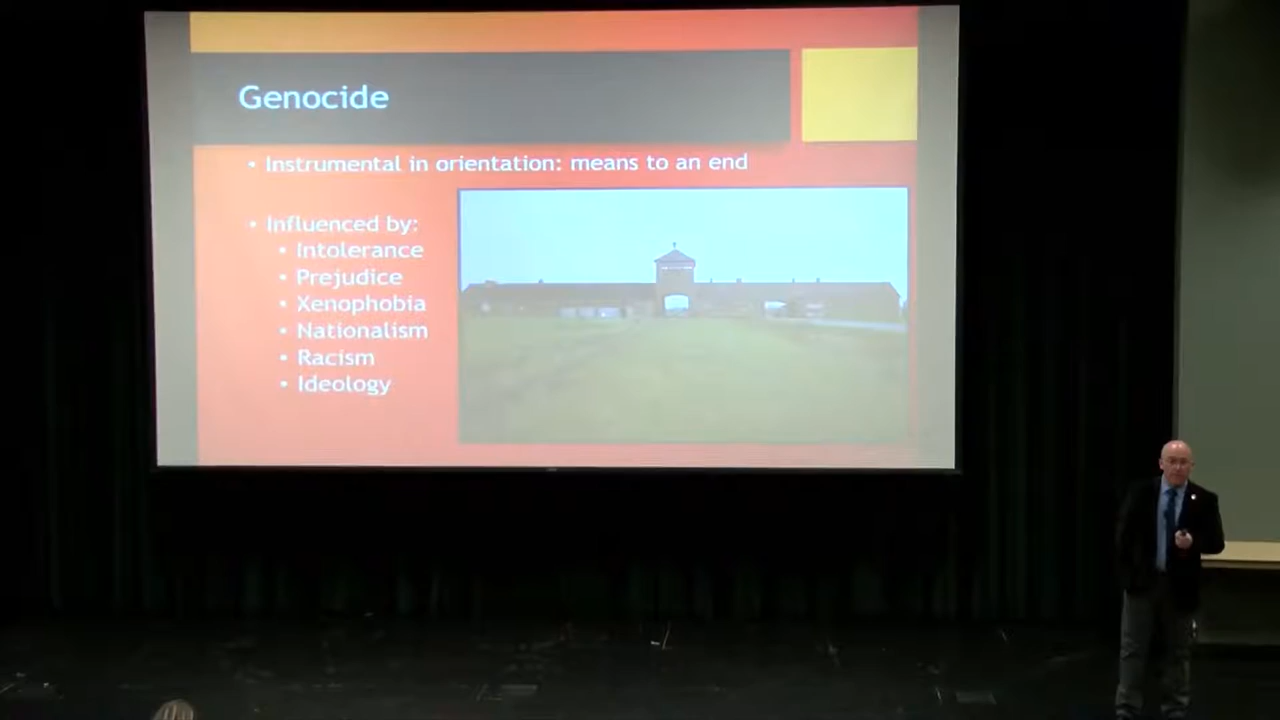 Genocide
• Instrumental in orientation: means to an end
• Influenced by:
• Intolerance
• Prejudice
• Xenophobia
• Nationalism
• Racism
• Ideology